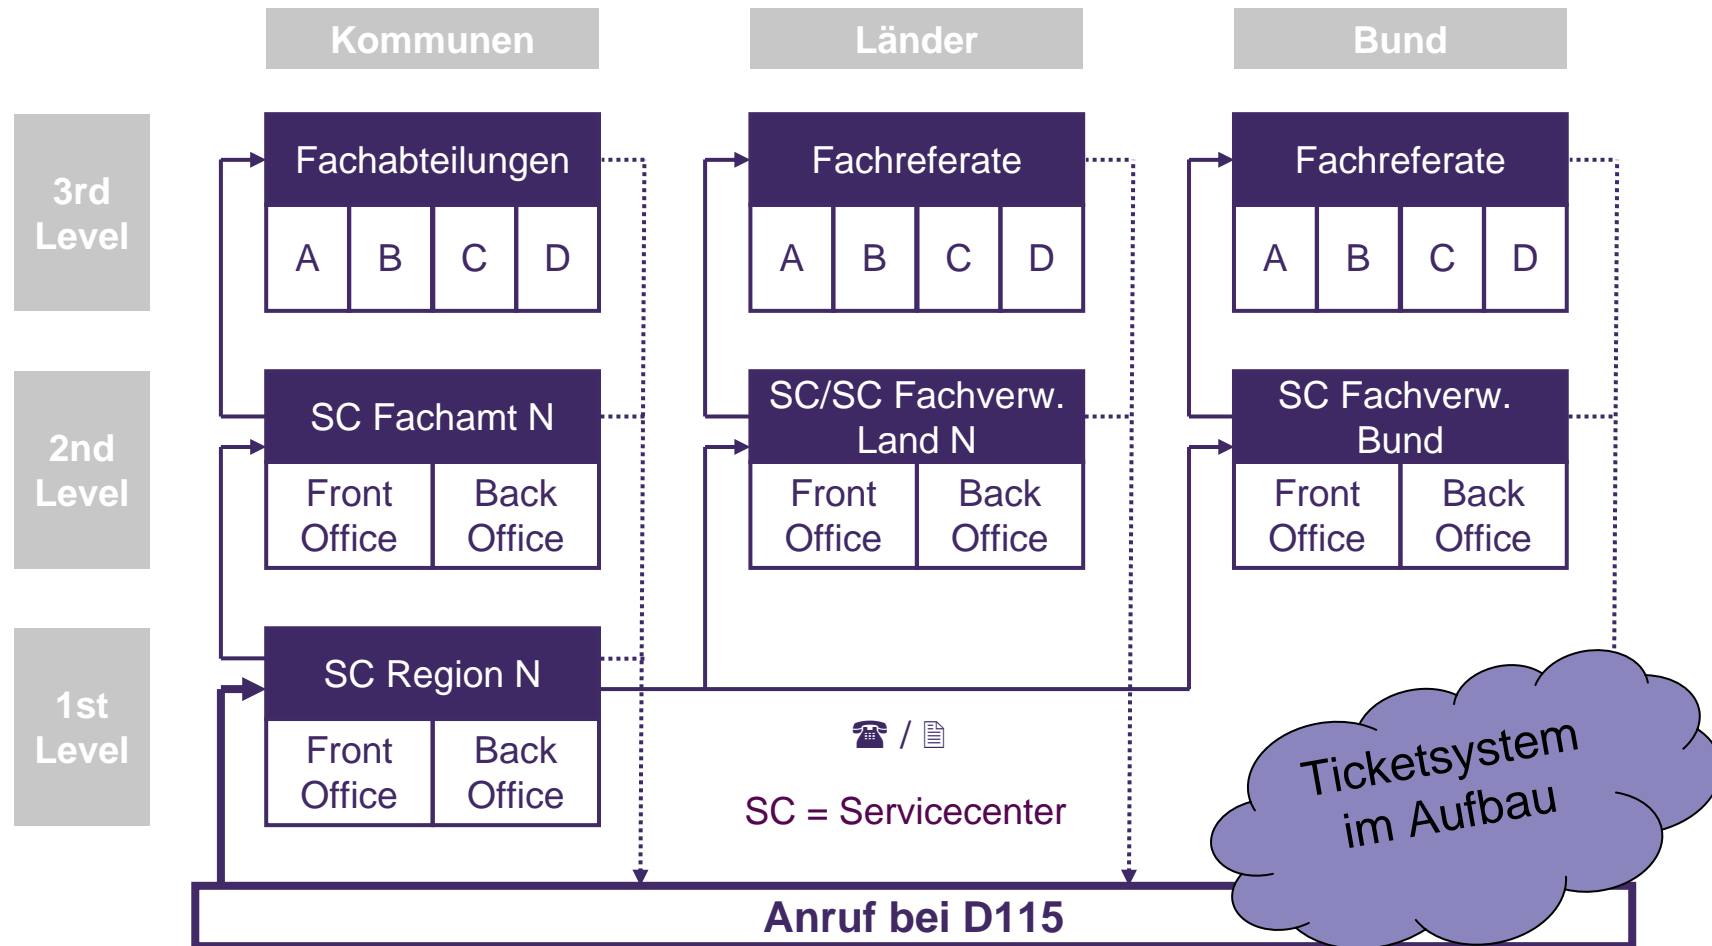 Kommunen
Länder
Bund
3rd
Level
Fachabteilungen
A B C D
Fachreferate
A B C D
Fachreferate
A B C D
2nd
Level
SC Fachamt N
Front
Office
Back
Office
SC/SC Fachverw.
Land N
Front
Office
Back
Office
SC Fachverw.
Bund
Front
Office
Back
Office
1st
Level
SC Region N
Front
Office
Back
Office
☎ / 🗎
SC = Servicecenter
Ticketsystem
im Aufbau
Anruf bei D115